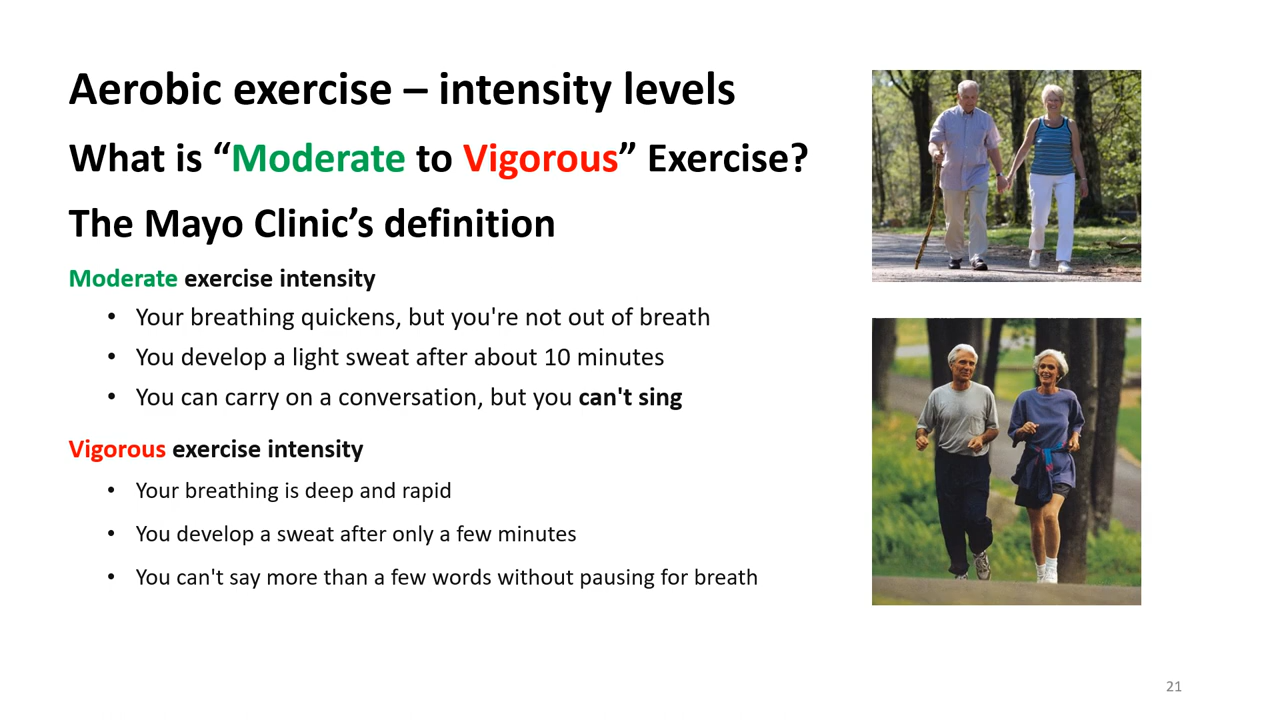 Aerobic exercise – intensity levels
What is “Moderate to Vigorous” Exercise?
The Mayo Clinic’s definition
Moderate exercise intensity
• Your breathing quickens, but you're not out of breath
• You develop a light sweat after about 10 minutes
• You can carry on a conversation, but you can't sing
Vigorous exercise intensity
• Your breathing is deep and rapid
• You develop a sweat after only a few minutes
• You can't say more than a few words without pausing for breath
21